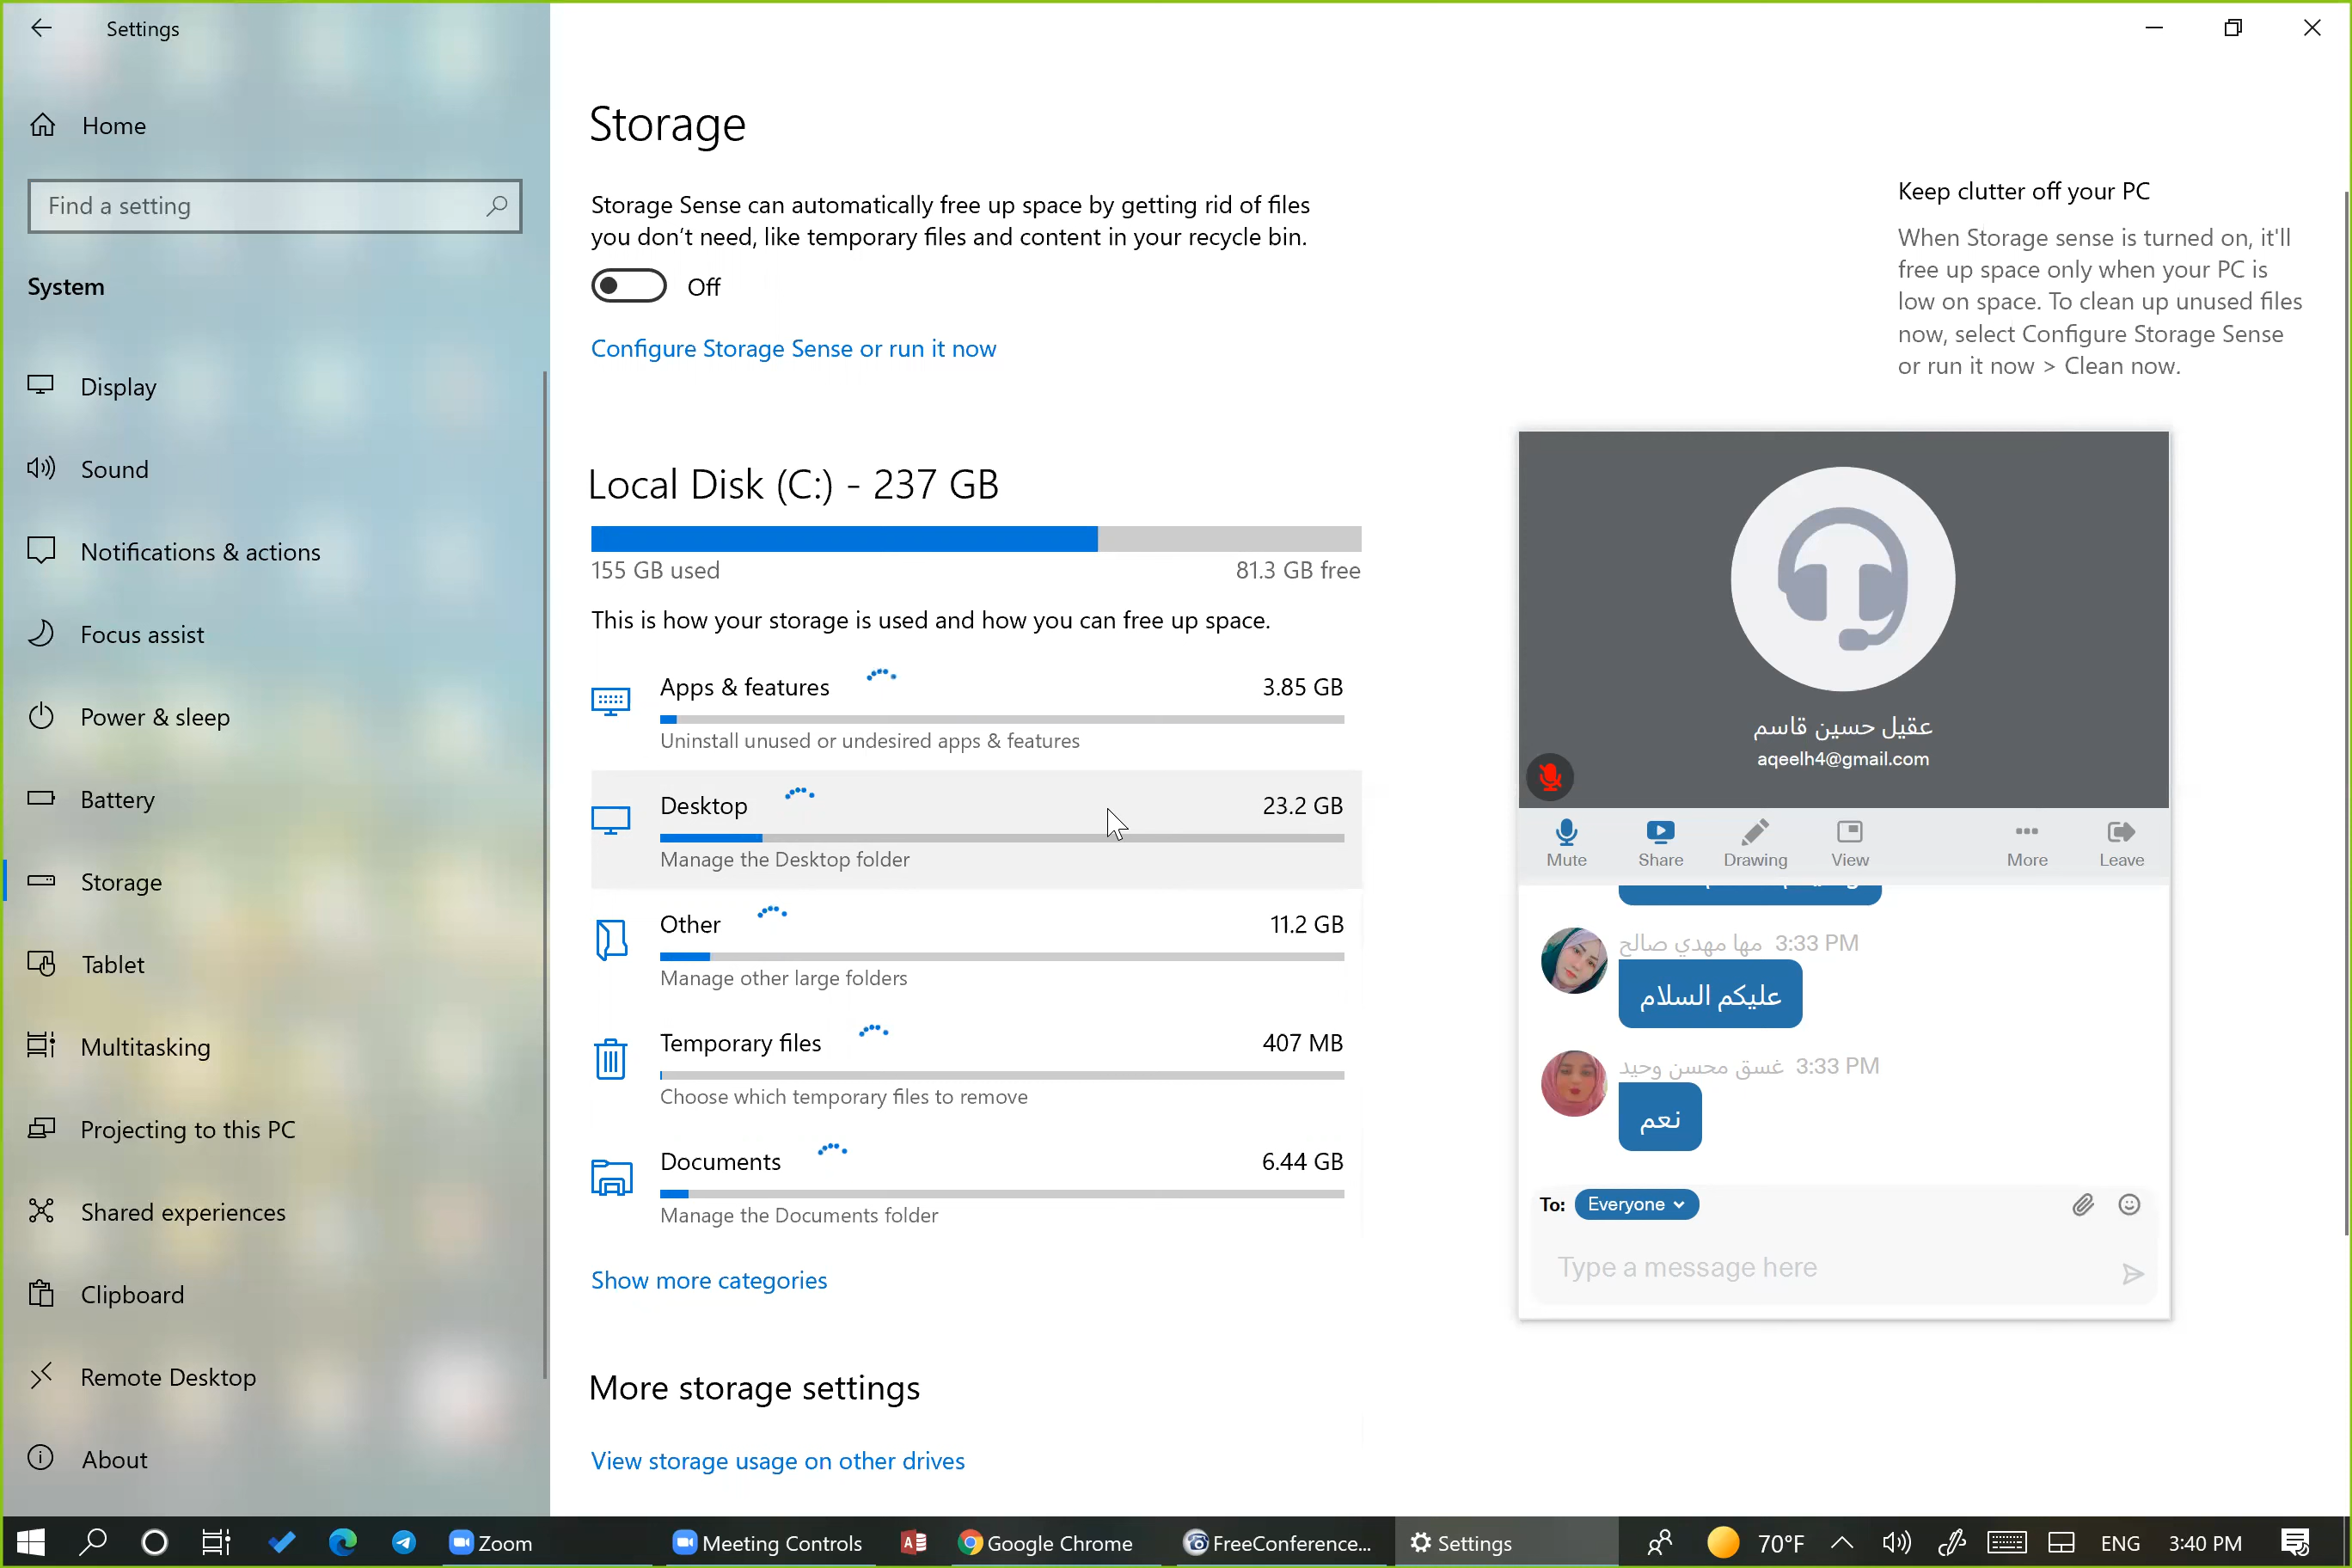 Settings
Home
Find a setting
System
Display
Sound
Notifications & actions
Focus assist
Power & sleep
Battery
Storage
Tablet
Multitasking
Projecting to this PC
Shared experiences
Clipboard
Remote Desktop
About
Storage
Storage Sense can automatically free up space by getting rid of files
you don't need, like temporary files and content in your recycle bin.
Off
Configure Storage Sense or run it now
Local Disk (C:) - 237 GB
155 GB used 81.3 GB free
This is how your storage is used and how you can free up space.
Apps & features 3.85 GB
Uninstall unused or undesired apps & features
Desktop 23.2 GB
Manage the Desktop folder
Other 11.2 GB
Manage other large folders
Temporary files 407 MB
Choose which temporary files to remove
Documents 6.44 GB
Manage the Documents folder
Show more categories
More storage settings
View storage usage on other drives
Keep clutter off your PC
When Storage sense is turned on, it'll
free up space only when your PC is
low on space. To clean up unused files
now, select Configure Storage Sense
or run it now > Clean now.
عقيل حسين قاسم
aqeelh4@gmail.com
Mute Share Drawing View More Leave
مها مهدي صالح 3:33 PM
عليكم السلام
غسق محسن وحيد 3:33 PM
نعم
To: Everyone
Type a message here
Zoom Meeting Controls Google Chrome FreeConference... Settings 70°F ENG 3:40 PM